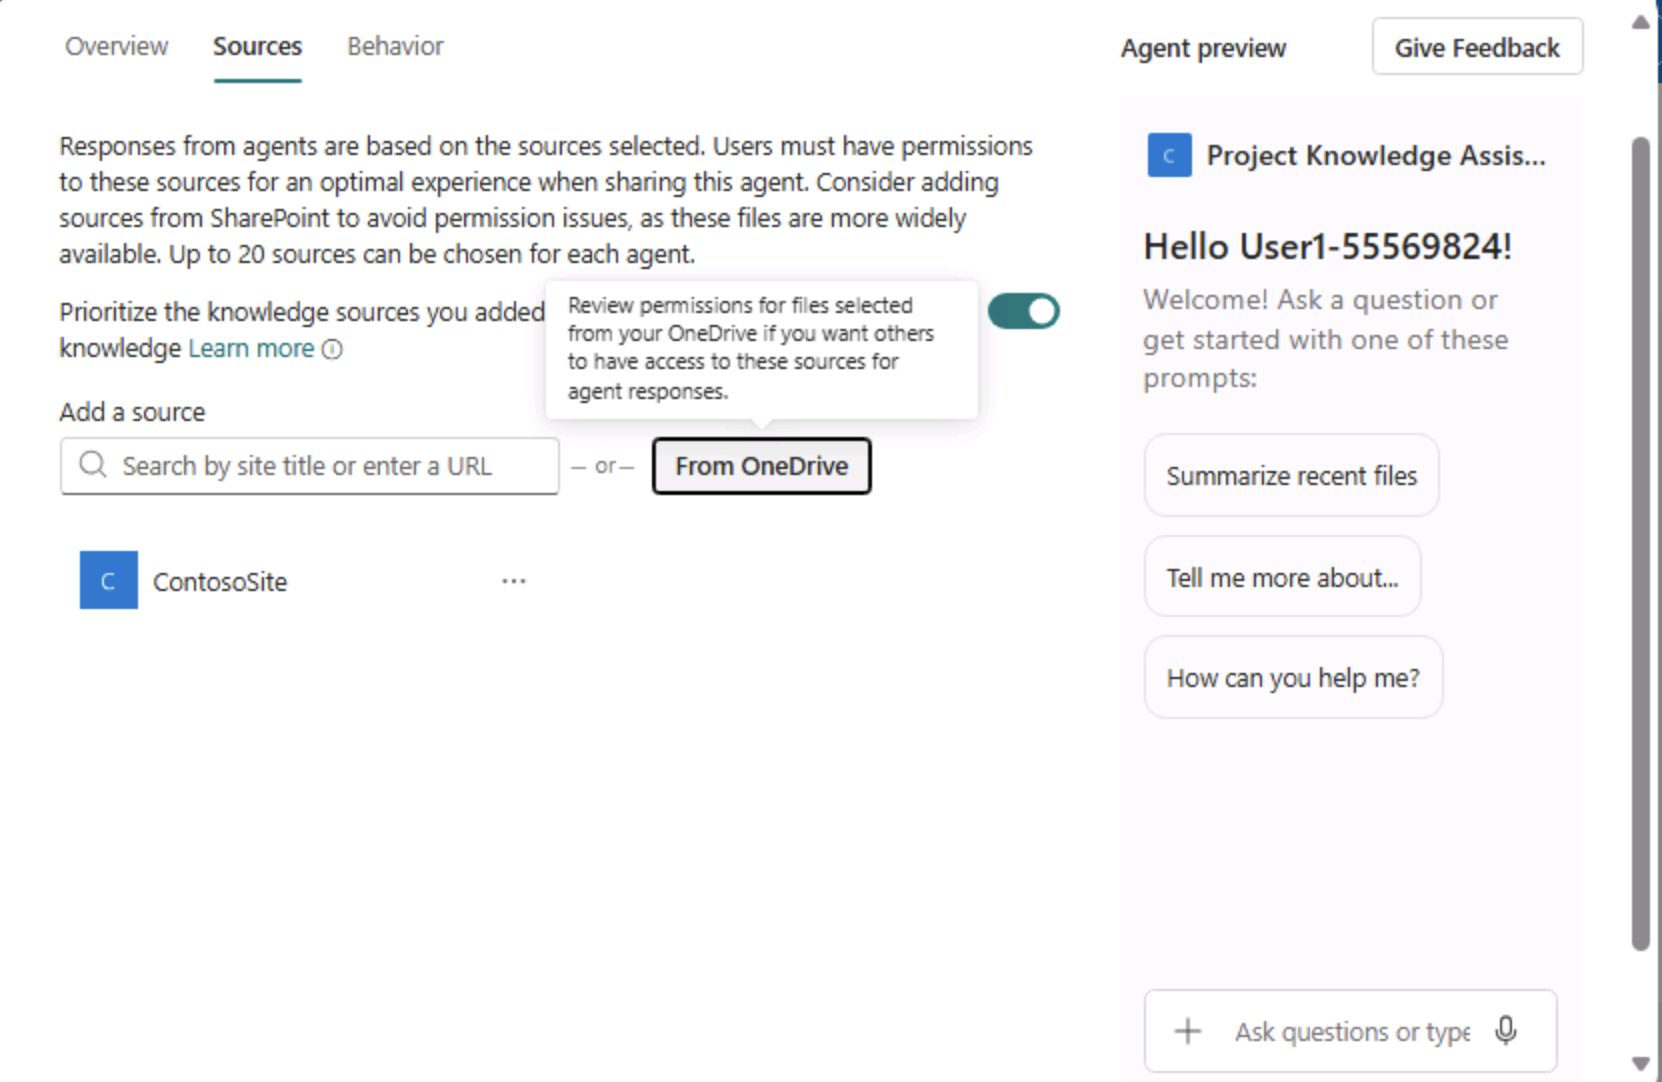 Overview Sources Behavior
Responses from agents are based on the sources selected. Users must have permissions
to these sources for an optimal experience when sharing this agent. Consider adding
sources from SharePoint to avoid permission issues, as these files are more widely
available. Up to 20 sources can be chosen for each agent.
Prioritize the knowledge sources you added
knowledge Learn more
Review permissions for files selected
from your OneDrive if you want others
to have access to these sources for
agent responses.
Add a source
Search by site title or enter a URL
– or –
From OneDrive
C ContosoSite ...
Agent preview
Give Feedback
C Project Knowledge Assis...
Hello User1-55569824!
Welcome! Ask a question or
get started with one of these
prompts:
Summarize recent files
Tell me more about...
How can you help me?
Ask questions or type